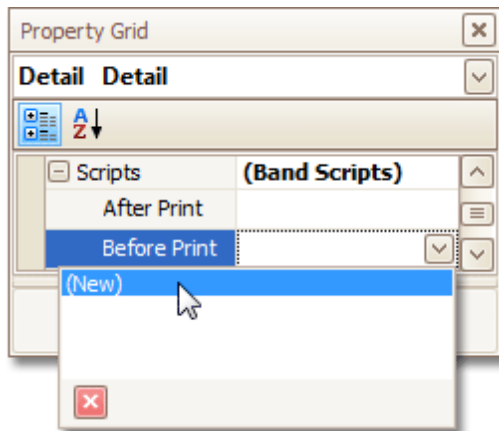 Property Grid
Detail Detail
A
Z
Scripts (Band Scripts)
After Print
Before Print
(New)